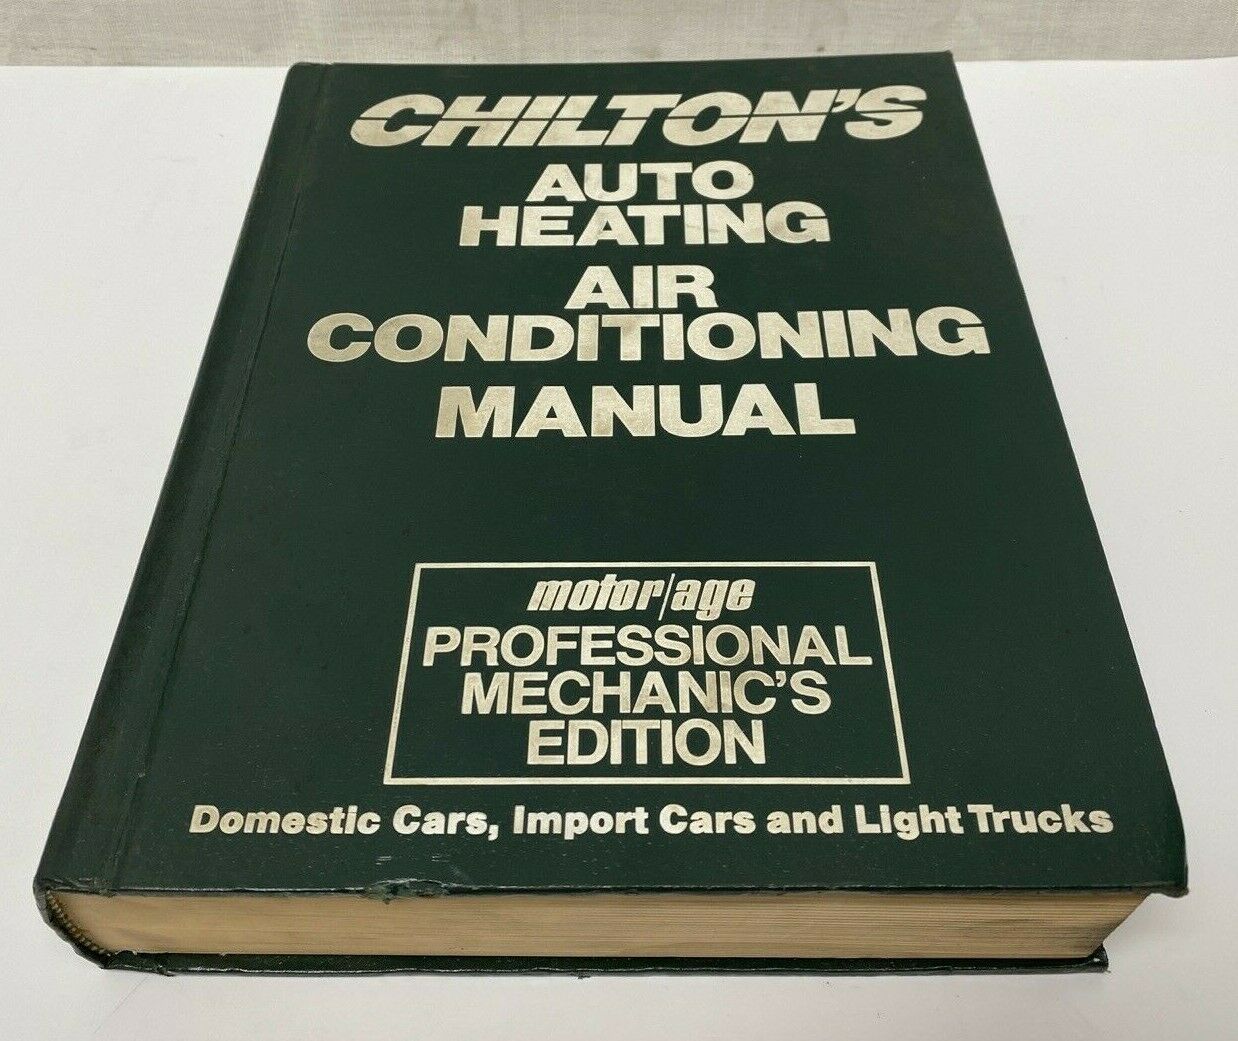 CHILTON'S
AUTO
HEATING
AIR
CONDITIONING
MANUAL
motor/age
PROFESSIONAL
MECHANIC'S
EDITION
Domestic Cars, Import Cars and Light Trucks